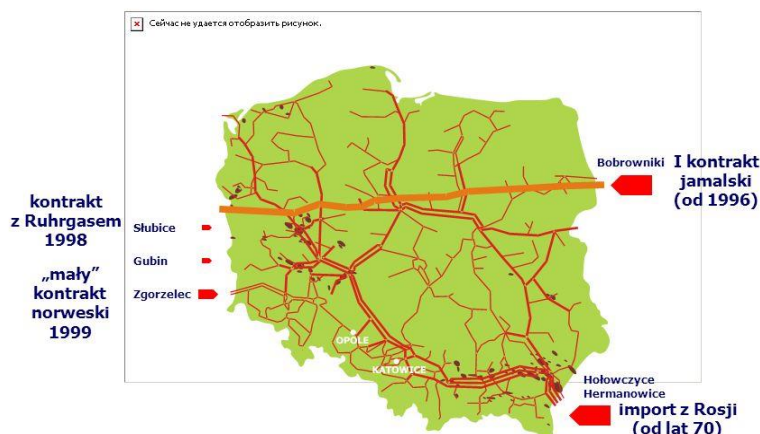 Сейчас не удается отобразить рисунок.
Bobrowniki
I kontrakt
jamalski
(od 1996)
kontrakt
z Ruhrgasem
1998
Słubice
Gubin
„mały”
kontrakt
norweski
1999
Zgorzelec
OPOLE
KATOWICE
Hołowczyce
Hermanowice
import z Rosji
(od lat 70)